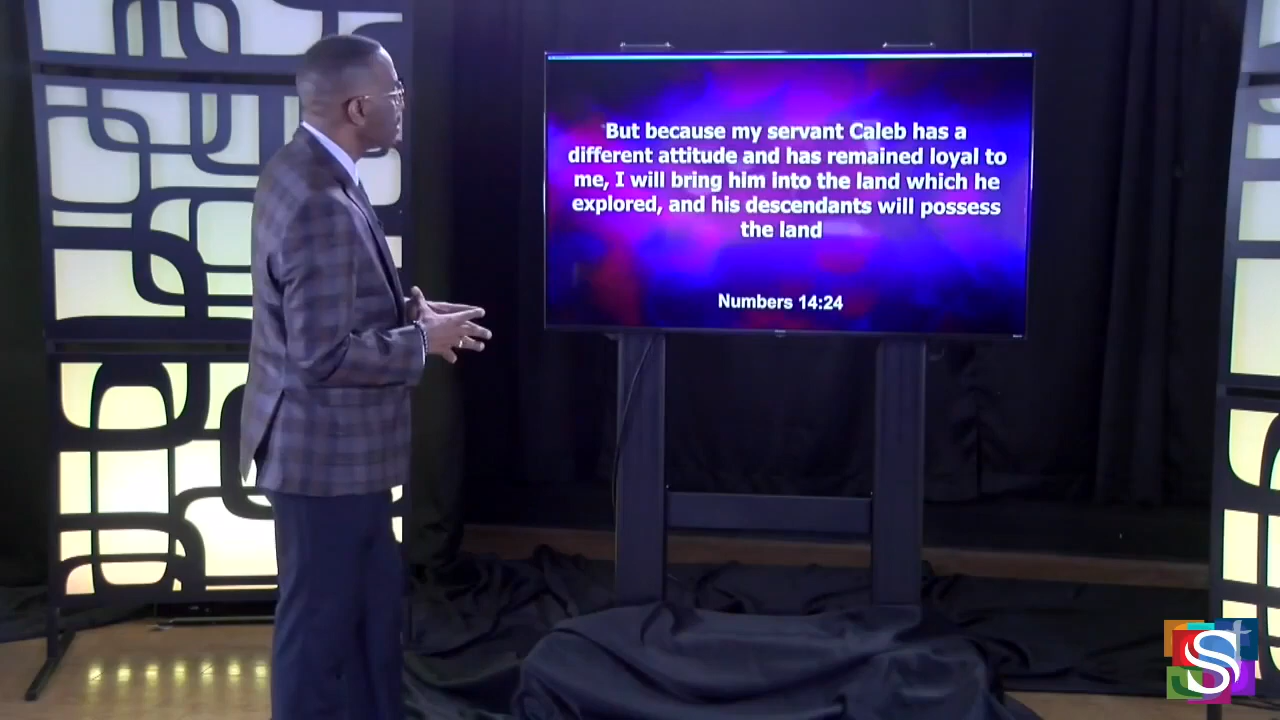 But because my servant Caleb has a
different attitude and has remained loyal to
me, I will bring him into the land which he
explored, and his descendants will possess
the land
Numbers 14:24
S